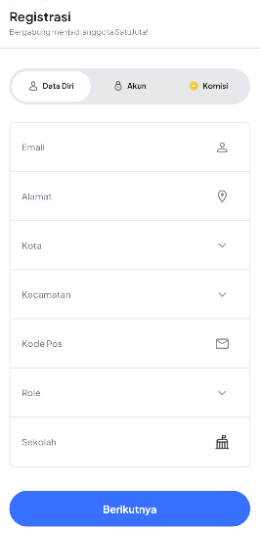 Registrasi
Bergabung menjadi anggota SatuJuta!
Data Diri
Akun
Komisi
Email
Alamat
Kota
Kecamatan
Kode Pos
Role
Sekolah
Berikutnya